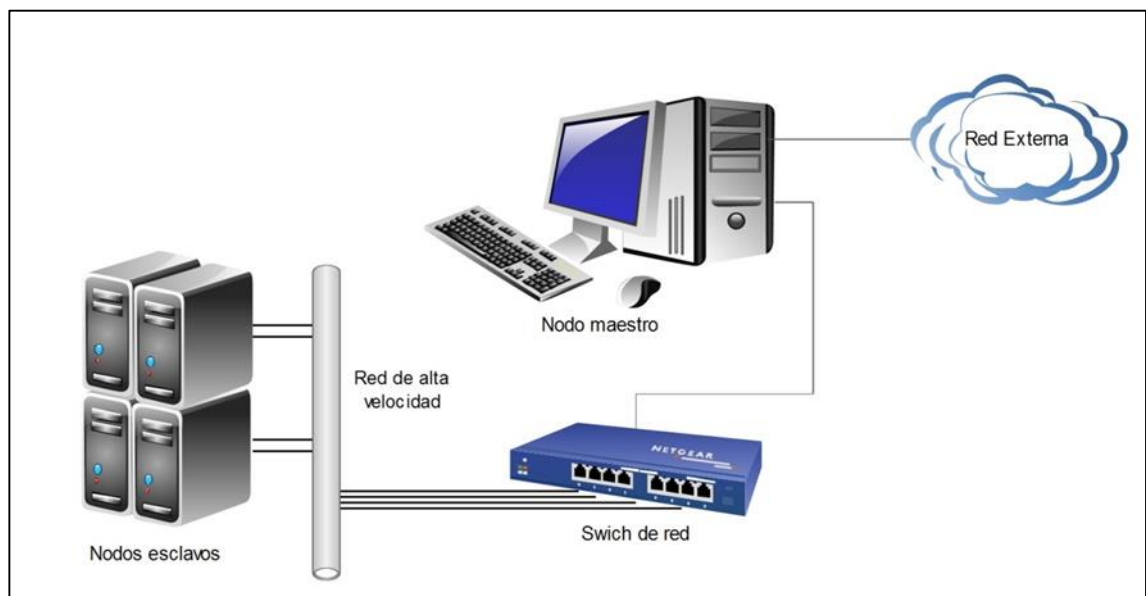 Red Externa
Nodo maestro
Red de alta
velocidad
NETGEAR
Swich de red
Nodos esclavos